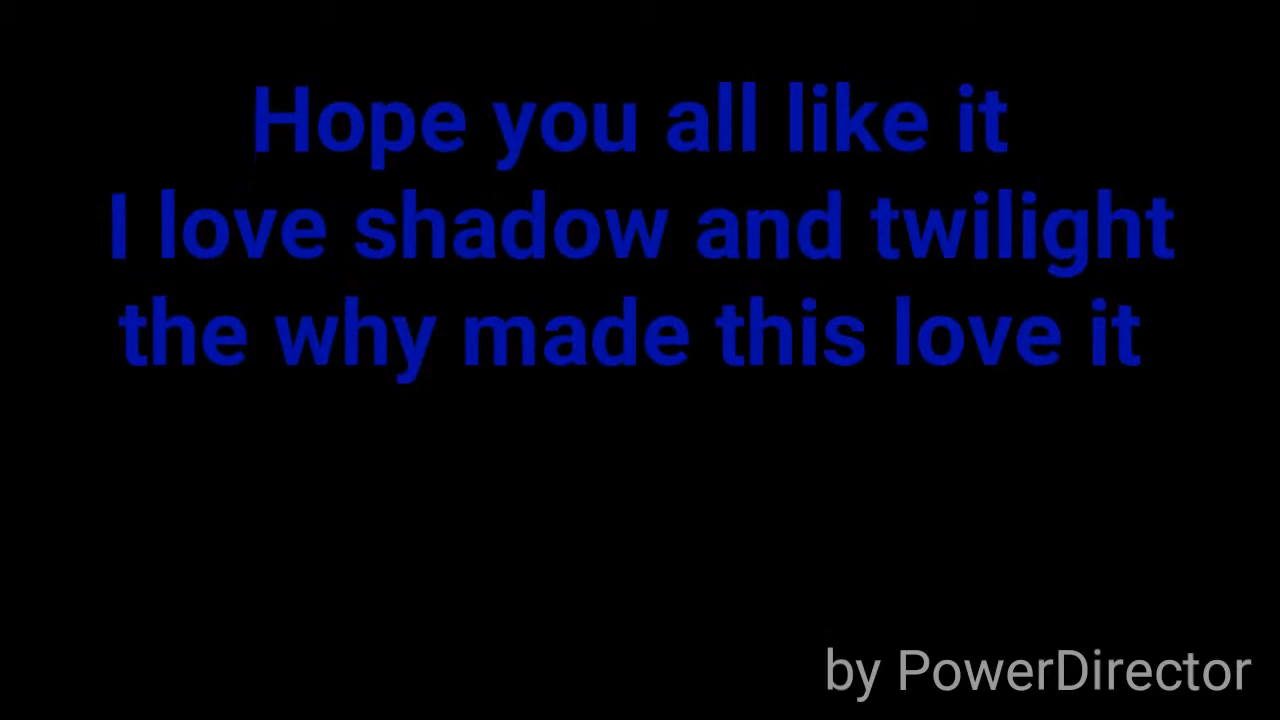 Hope you all like it
I love shadow and twilight
the why made this love it
by PowerDirector